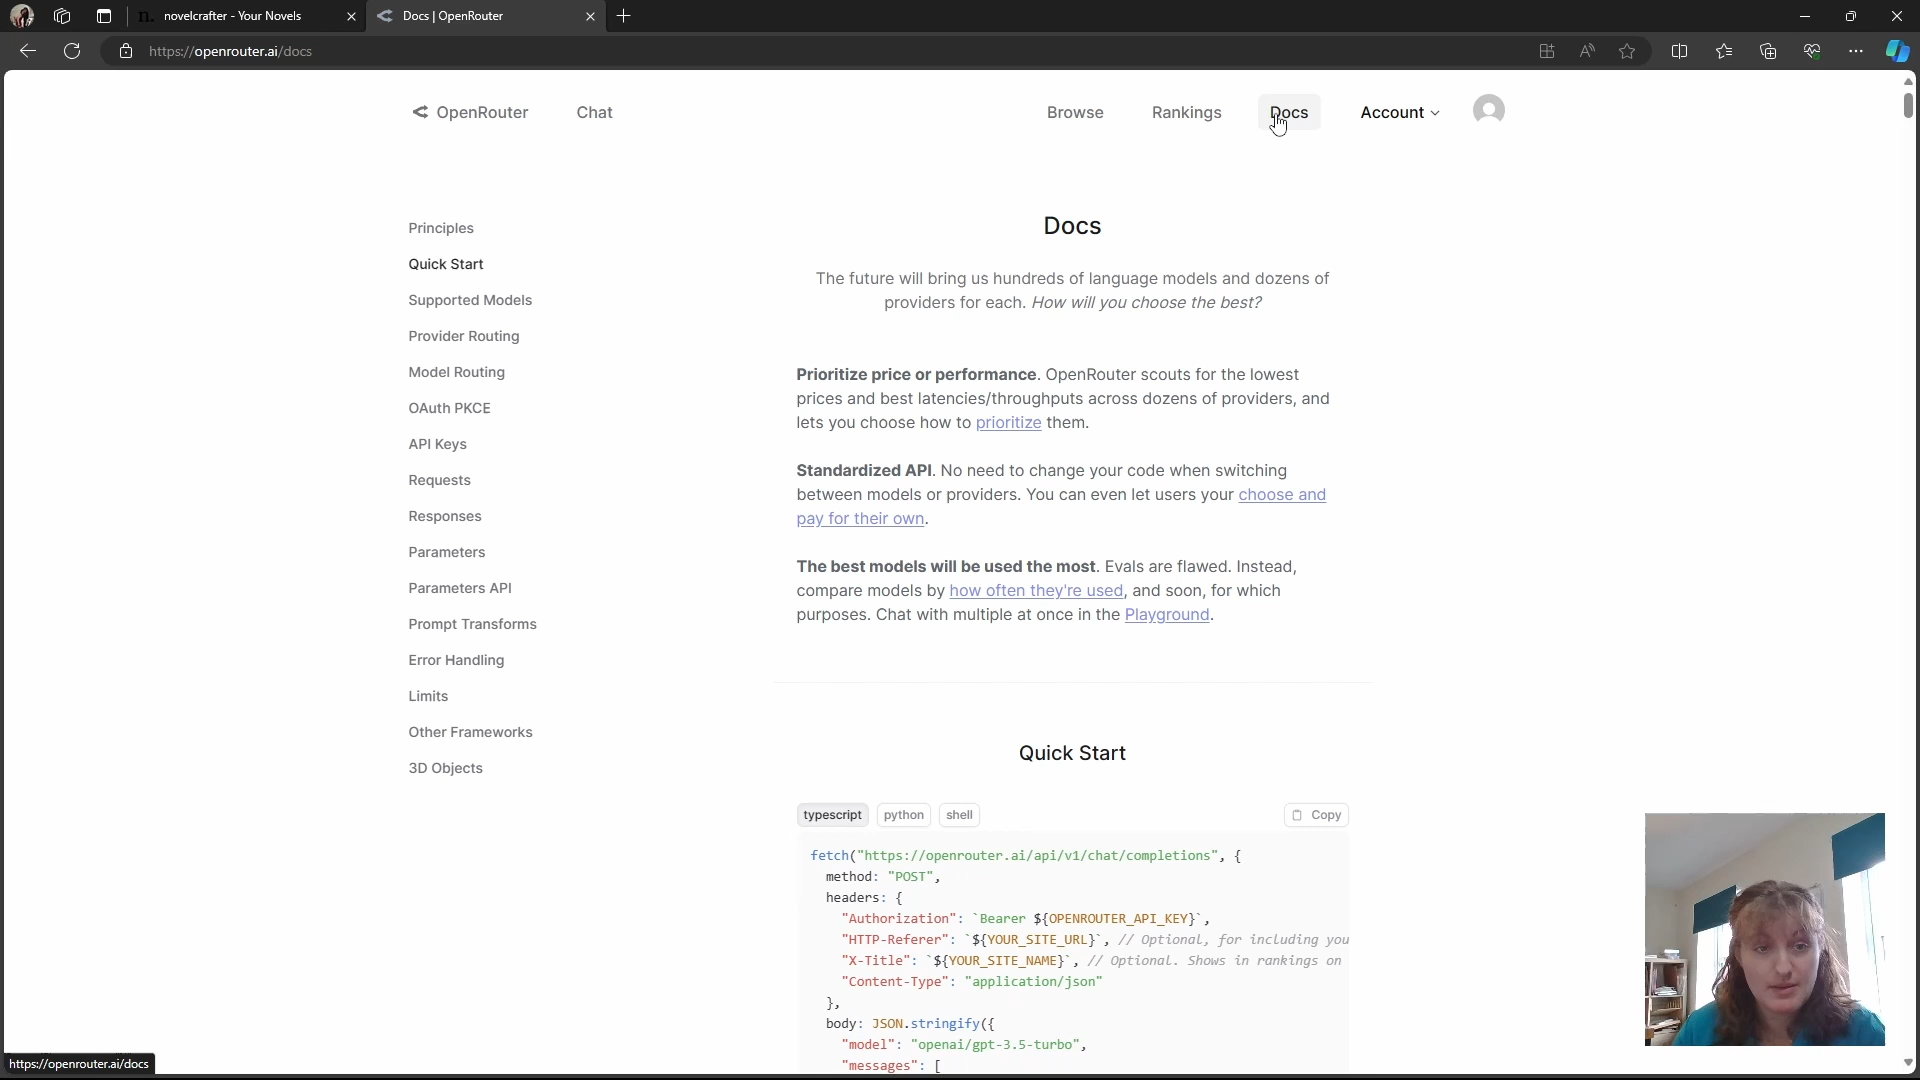 novelcrafter - Your Novels
Docs | OpenRouter
https://openrouter.ai/docs
OpenRouter
Chat
Browse
Rankings
Docs
Account
Principles
Quick Start
Supported Models
Provider Routing
Model Routing
OAuth PKCE
API Keys
Requests
Responses
Parameters
Parameters API
Prompt Transforms
Error Handling
Limits
Other Frameworks
3D Objects
Docs
The future will bring us hundreds of language models and dozens of
providers for each. How will you choose the best?
Prioritize price or performance. OpenRouter scouts for the lowest
prices and best latencies/throughputs across dozens of providers, and
lets you choose how to prioritize them.
Standardized API. No need to change your code when switching
between models or providers. You can even let users your choose and
pay for their own.
The best models will be used the most. Evals are flawed. Instead,
compare models by how often they're used, and soon, for which
purposes. Chat with multiple at once in the Playground.
Quick Start
typescript python shell
Copy
fetch("https://openrouter.ai/api/v1/chat/completions", {
method: "POST",
headers: {
"Authorization": `Bearer ${OPENROUTER_API_KEY}`,
"HTTP-Referer": `${YOUR_SITE_URL}`, // Optional, for including you
"X-Title": `${YOUR_SITE_NAME}`, // Optional. Shows in rankings on
"Content-Type": "application/json"
},
body: JSON.stringify({
"model": "openai/gpt-3.5-turbo",
"messages": [
https://openrouter.ai/docs